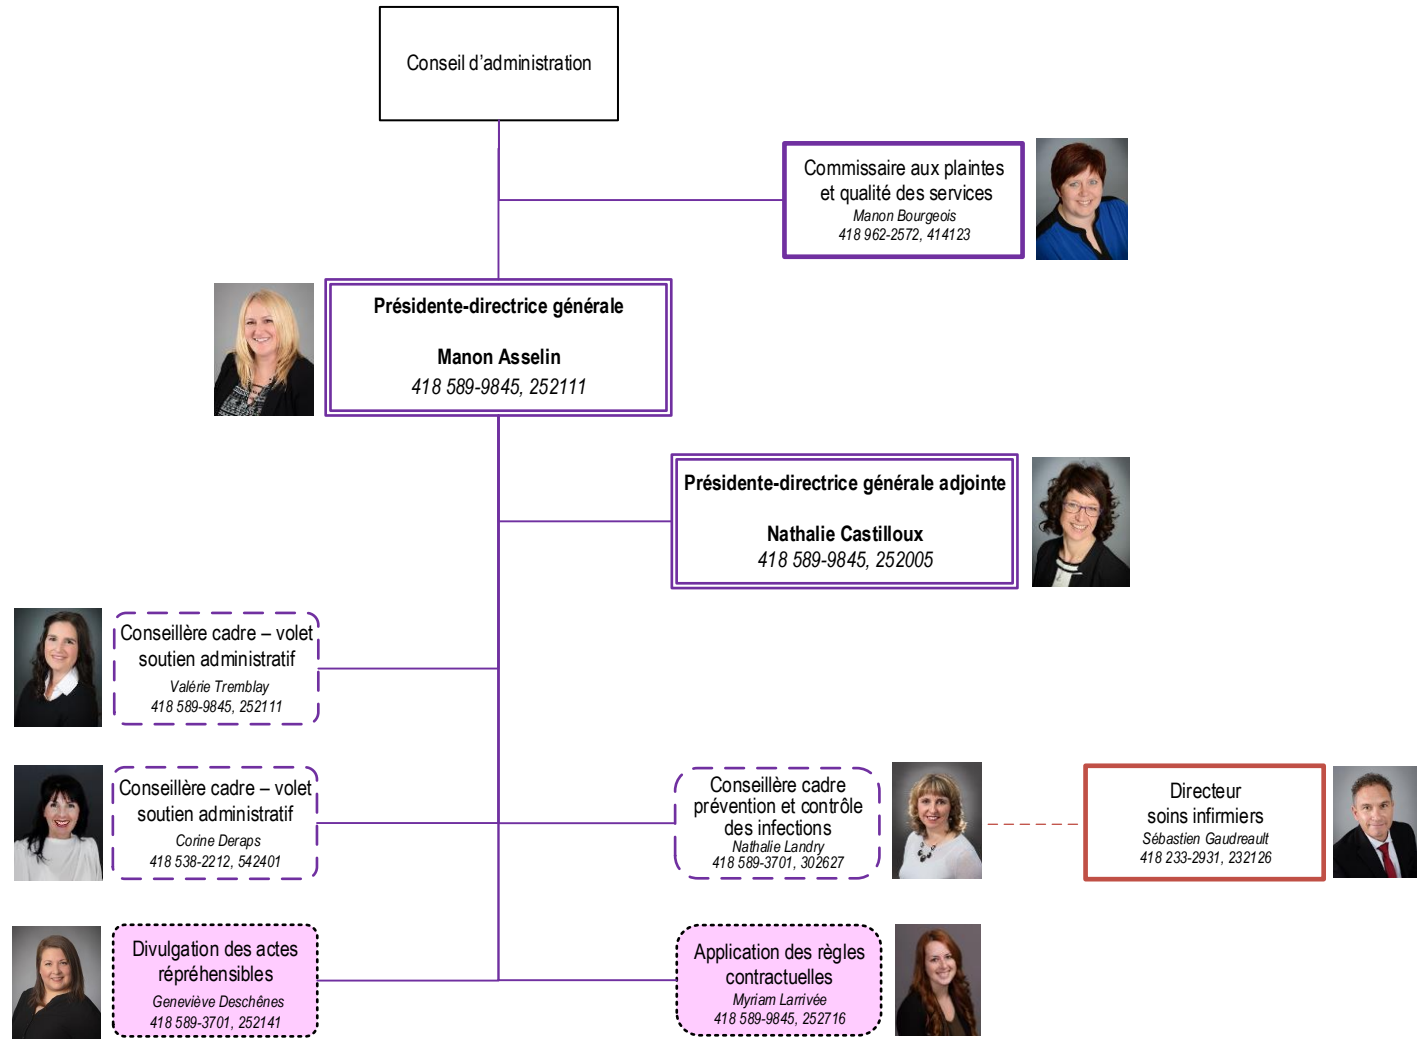 Conseil d’administration
Commissaire aux plaintes
et qualité des services
Manon Bourgeois
418 962-2572, 414123
Présidente-directrice générale
Manon Asselin
418 589-9845, 252111
Présidente-directrice générale adjointe
Nathalie Castilloux
418 589-9845, 252005
Conseillère cadre – volet
soutien administratif
Valérie Tremblay
418 589-9845, 252111
Conseillère cadre – volet
soutien administratif
Corine Deraps
418 538-2212, 542401
Conseillère cadre
prévention et contrôle
des infections
Nathalie Landry
418 589-3701, 302627
Directeur
soins infirmiers
Sébastien Gaudreault
418 233-2931, 232126
Divulgation des actes
répréhensibles
Geneviève Deschênes
418 589-3701, 252141
Application des règles
contractuelles
Myriam Larrivée
418 589-9845, 252716